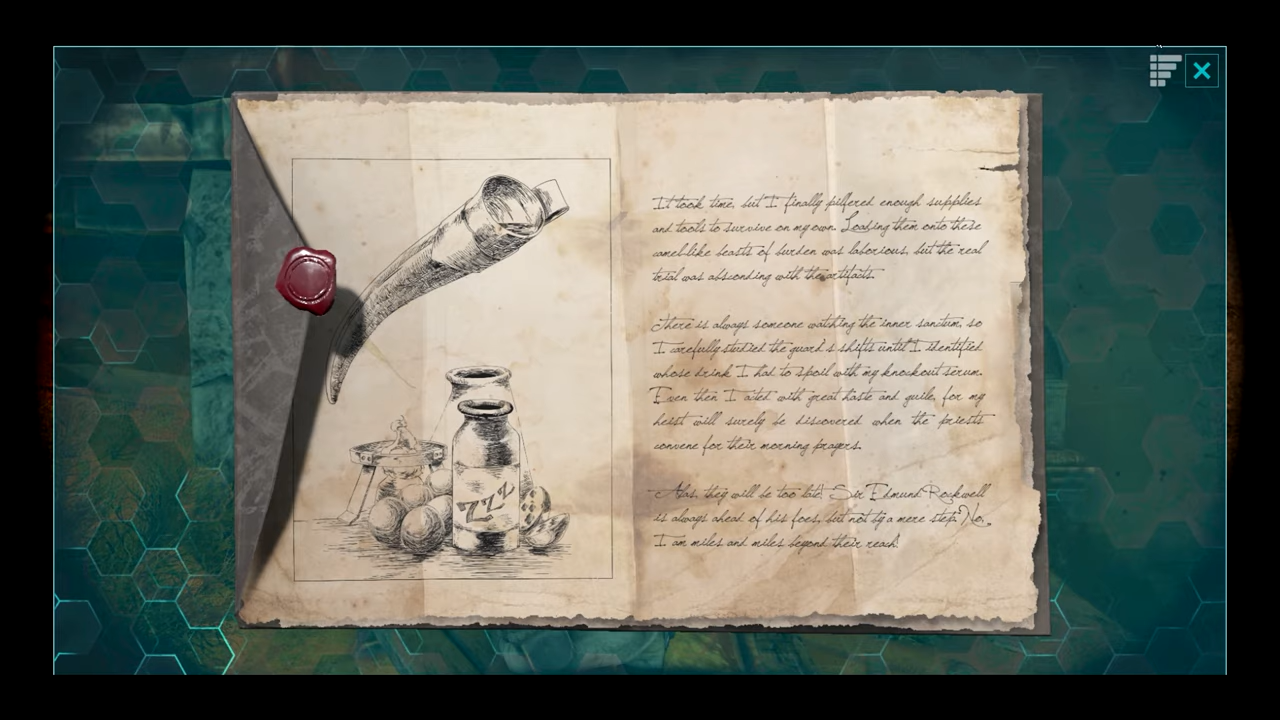 ZZZ
It took time, but I finally pilfered enough supplies
and tools to survive on my own. Loading them onto these
camel-like beasts of burden was laborious, but the real
trial was absconding with the artifacts.
There is always someone watching the inner sanctum, so
I carefully studied the guard's shifts until I identified
whose drink I had to spoil with my knockout serum.
Even then I acted with great haste and guile, for my
heist will surely be discovered when the priests
convene for their morning prayers.
Alas, they will be too late! Sir Edmund Rockwell
is always ahead of his foes, but not by a mere step? No,
I am miles and miles beyond their reach!